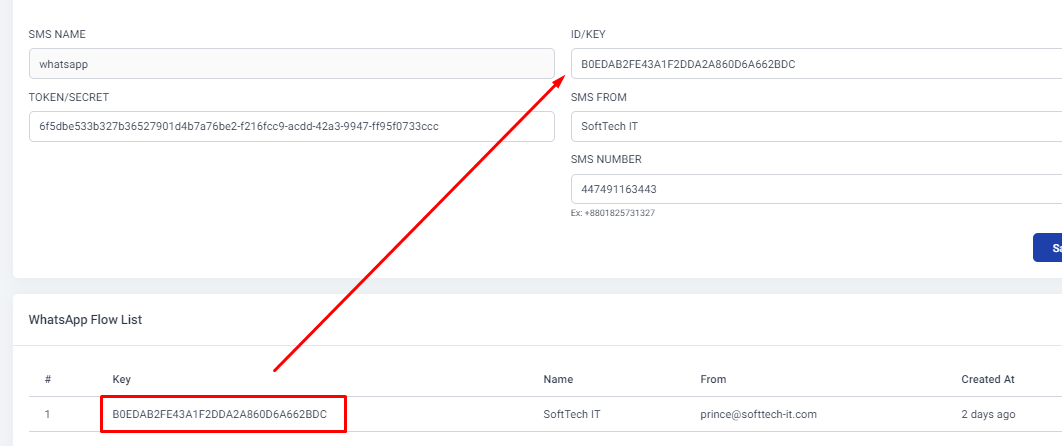 SMS NAME
whatsapp
ID/KEY
B0EDAB2FE43A1F2DDA2A860D6A662BDC
TOKEN/SECRET
6f5dbe533b327b36527901d4b7a76be2-f216fcc9-acdd-42a3-9947-ff95f0733ccc
SMS FROM
SoftTech IT
SMS NUMBER
447491163443
Ex: +8801825731327
Sa
WhatsApp Flow List
# Key Name From Created At
1 B0EDAB2FE43A1F2DDA2A860D6A662BDC SoftTech IT prince@softtech-it.com 2 days ago